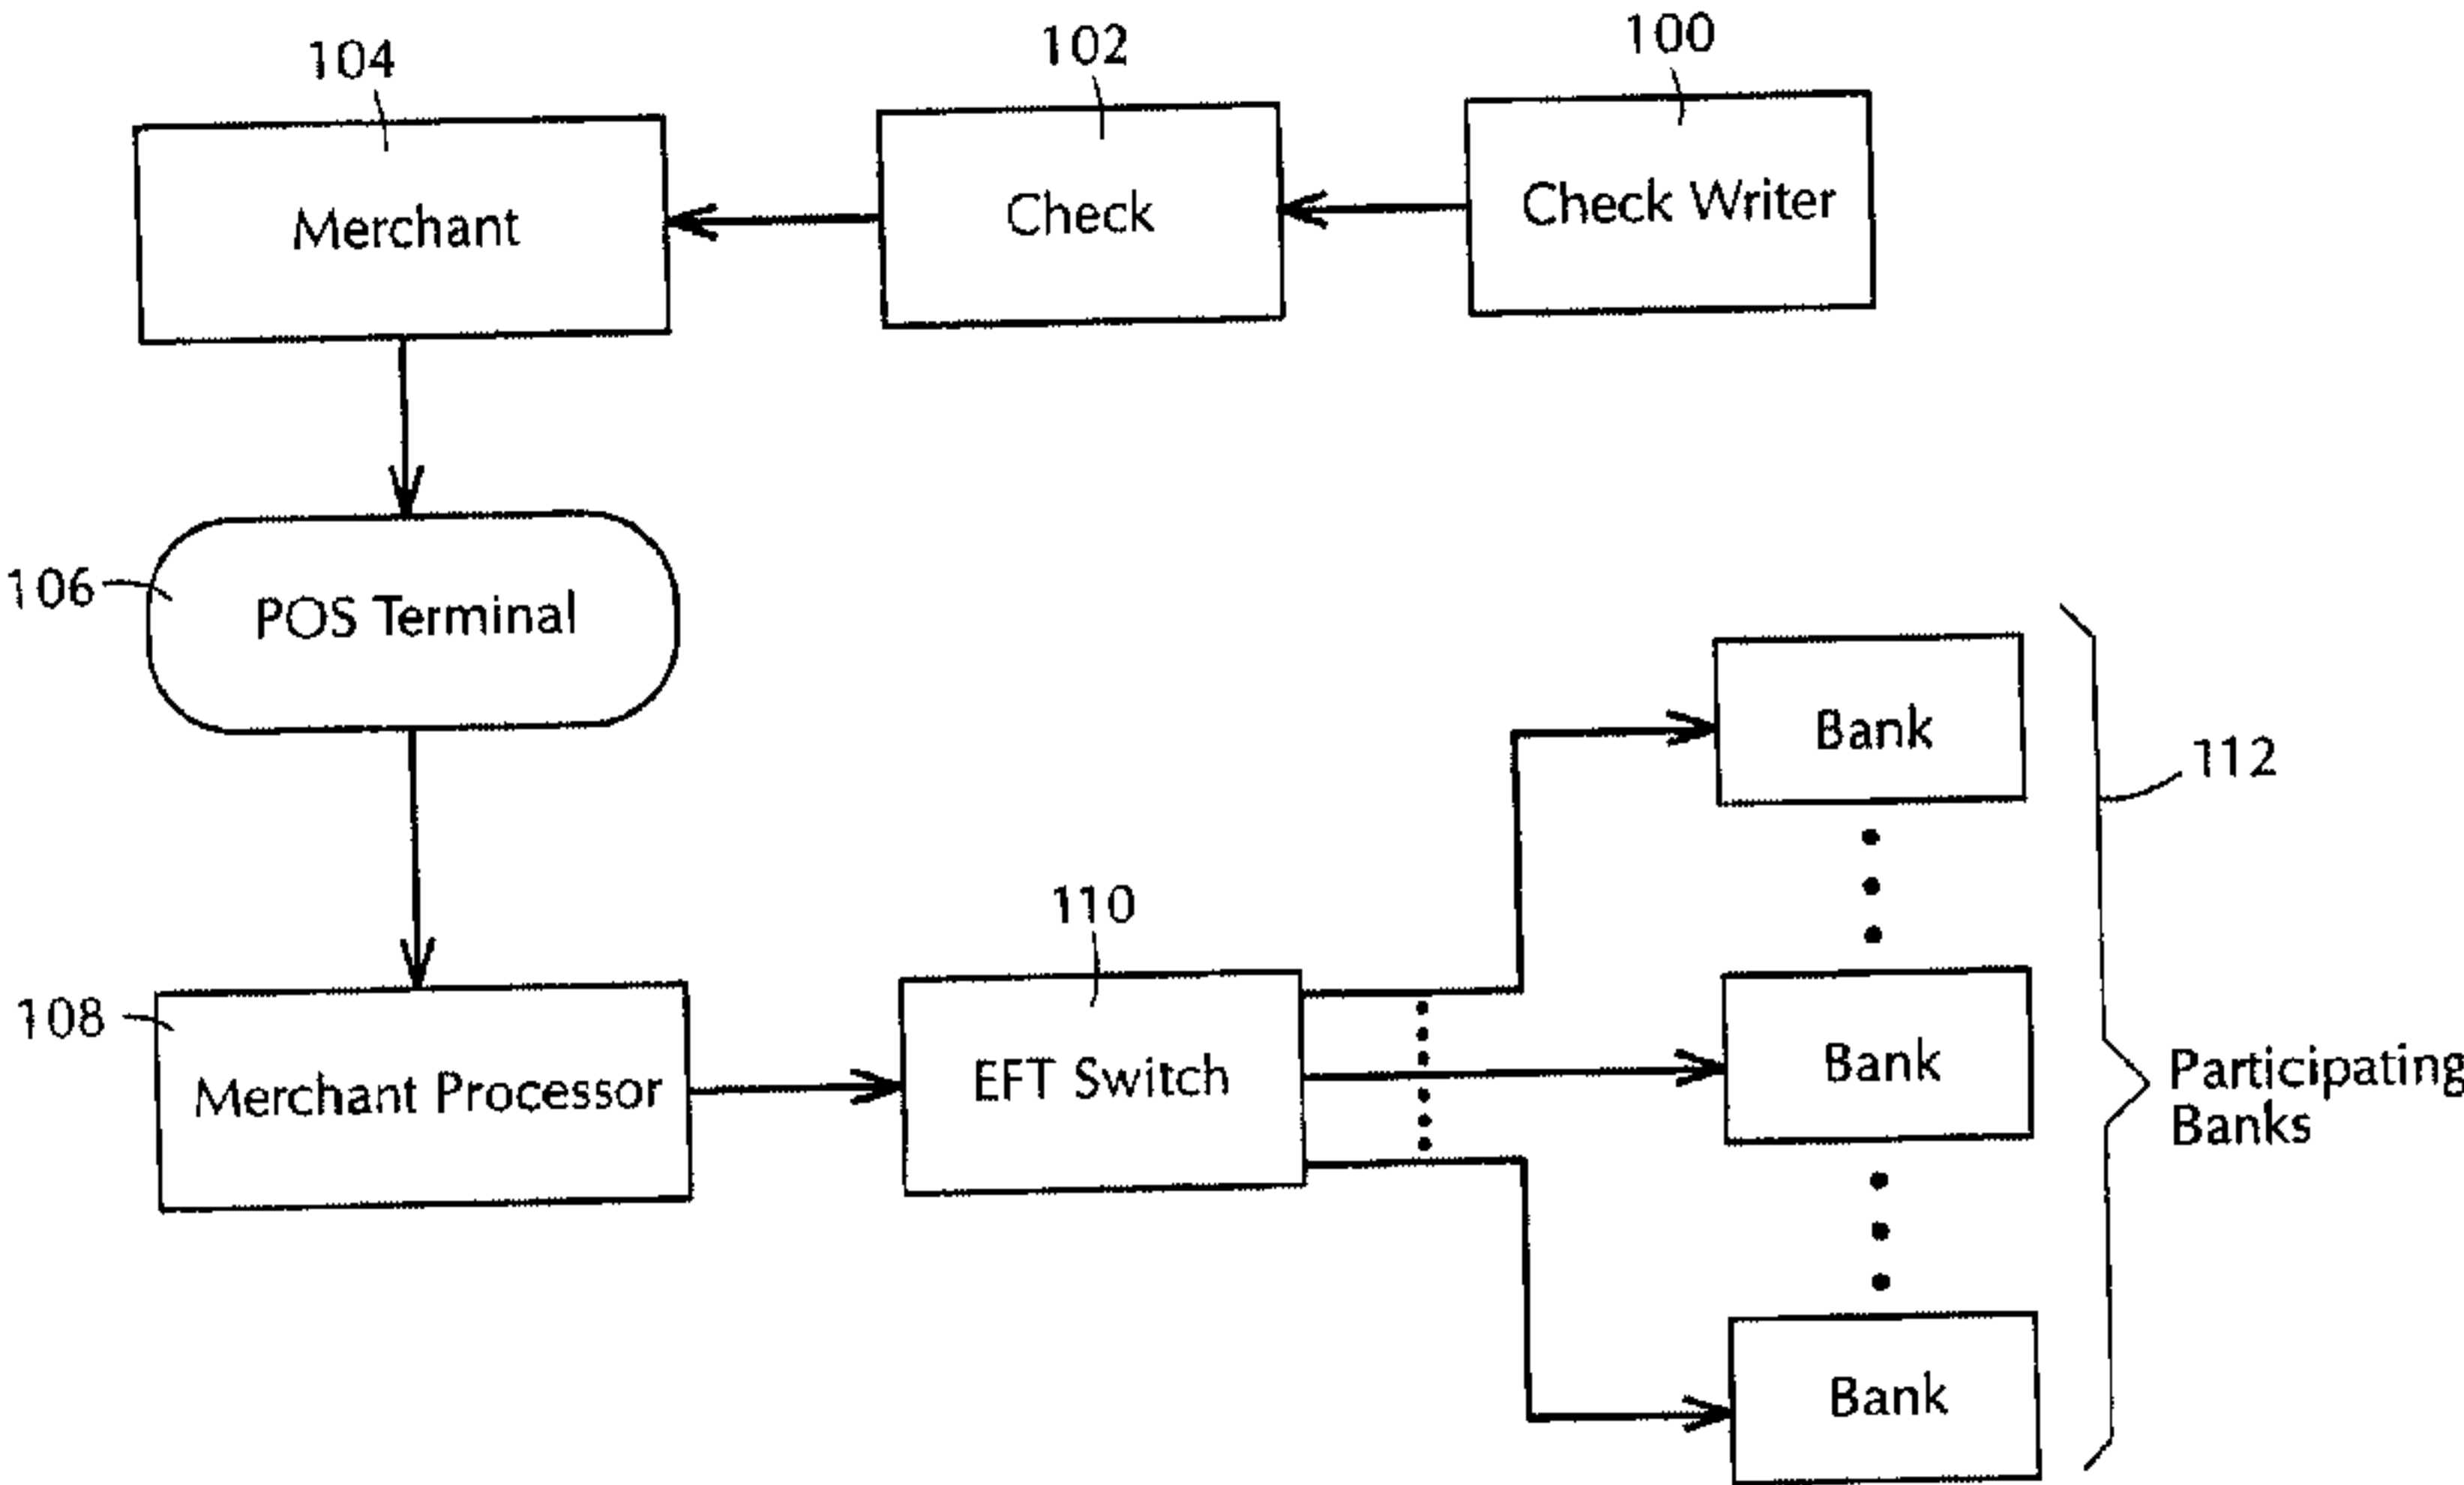 104
102
100
Merchant
Check
Check Writer
106
POS Terminal
Bank
112
110
108
Merchant Processor
EFT Switch
Bank
Participating
Banks
Bank